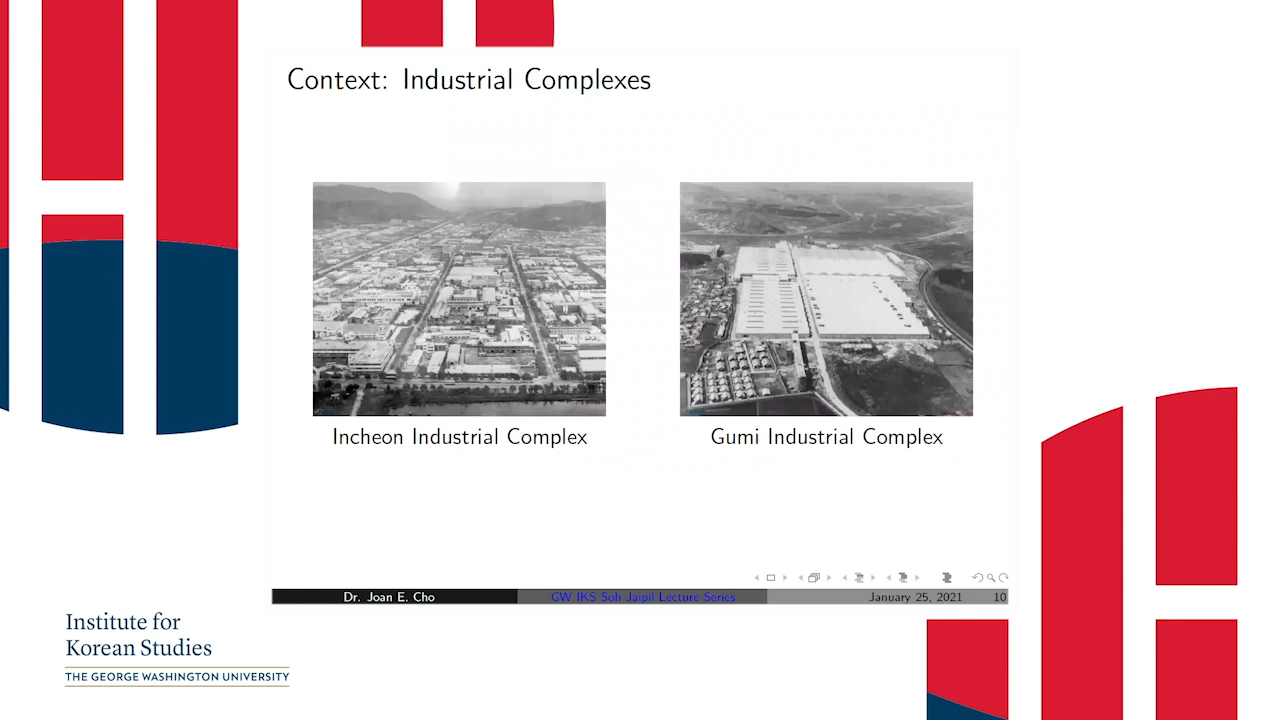 Context: Industrial Complexes
Incheon Industrial Complex
Gumi Industrial Complex
Dr. Joan E. Cho
GW IKS Soh Jaipil Lecture Series
January 25, 2021
10
Institute for
Korean Studies
THE GEORGE WASHINGTON UNIVERSITY